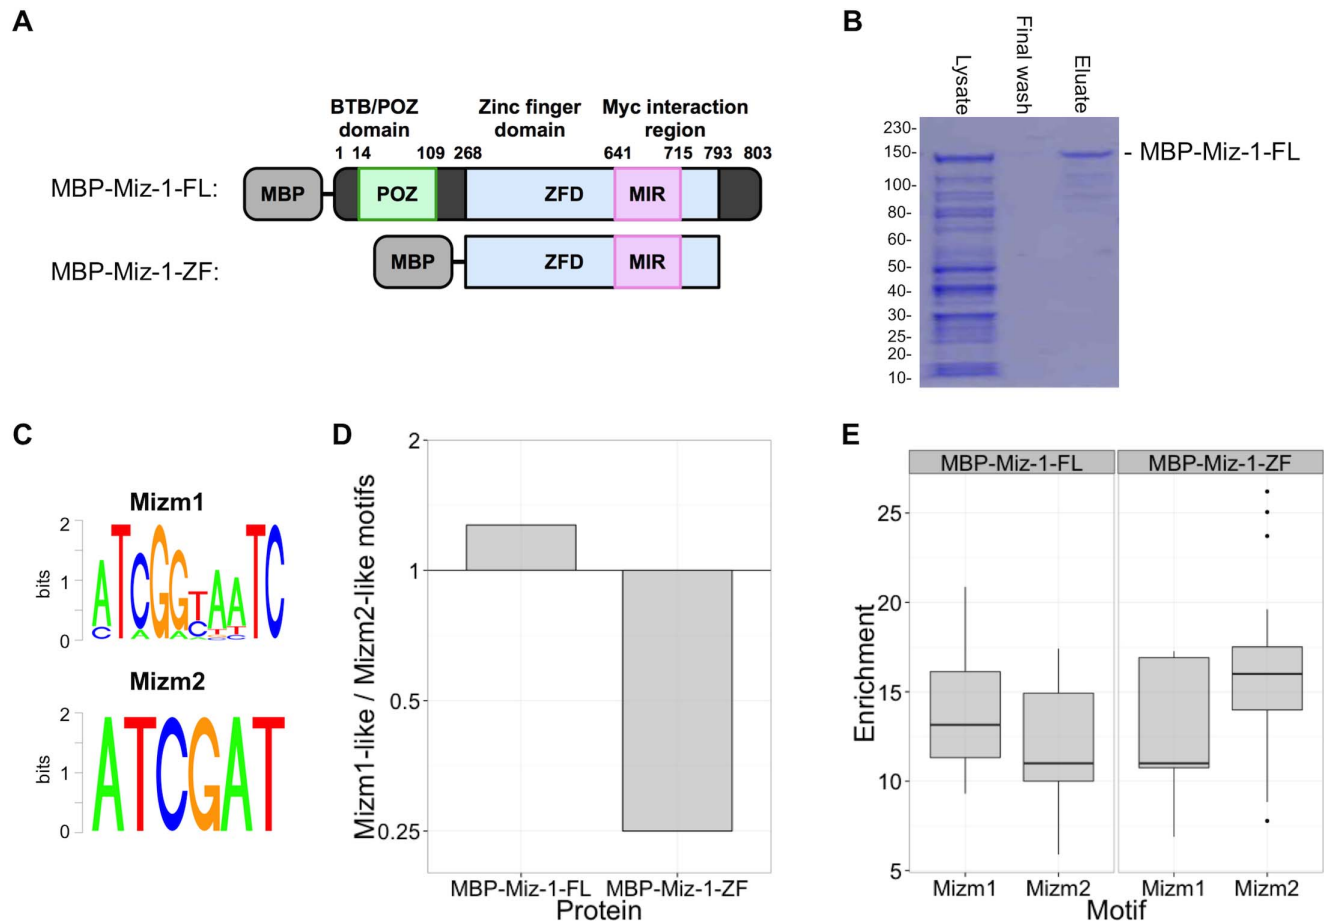 A
BTB/POZ
domain
Zinc finger
domain
Myc interaction
region
1 14 109 268 641 715 793 803
MBP-Miz-1-FL:
MBP POZ ZFD MIR
MBP-Miz-1-ZF:
MBP ZFD MIR
B
Lysate
Final wash
Eluate
230-
150-
100-
80-
60-
50-
40-
30-
25-
20-
10-
- MBP-Miz-1-FL
C
Mizm1
2
1
0
bits
Mizm2
2
1
0
bits
ATCGAT
D
Mizm1-like / Mizm2-like motifs
2
1
0.5
0.25
MBP-Miz-1-FL MBP-Miz-1-ZF
Protein
E
MBP-Miz-1-FL MBP-Miz-1-ZF
Enrichment
25
20
15
10
5
Mizm1 Mizm2 Mizm1 Mizm2
Motif